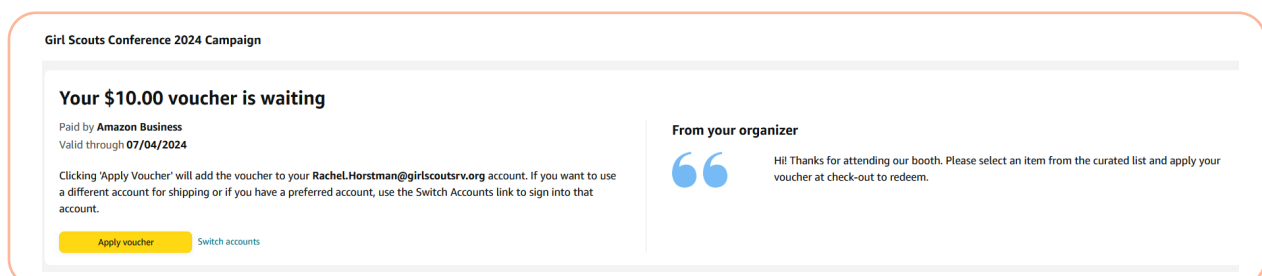 Girl Scouts Conference 2024 Campaign
Your $10.00 voucher is waiting
Paid by Amazon Business
Valid through 07/04/2024
Clicking 'Apply Voucher' will add the voucher to your Rachel.Horstman@girlscoutsrv.org account. If you want to use
a different account for shipping or if you have a preferred account, use the Switch Accounts link to sign into that
account.
Apply voucher
Switch accounts
From your organizer
Hi! Thanks for attending our booth. Please select an item from the curated list and apply your
voucher at check-out to redeem.